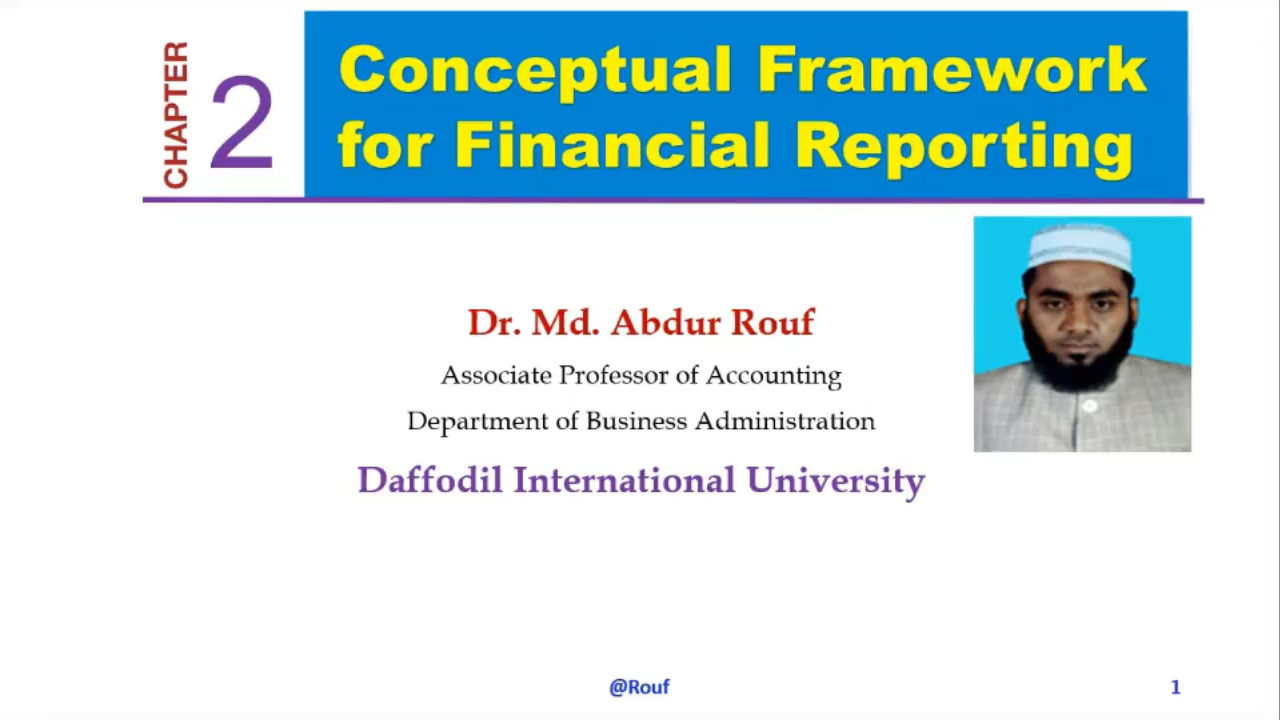 CHAPTER
2
Conceptual Framework
for Financial Reporting
Dr. Md. Abdur Rouf
Associate Professor of Accounting
Department of Business Administration
Daffodil International University
@Rouf
1